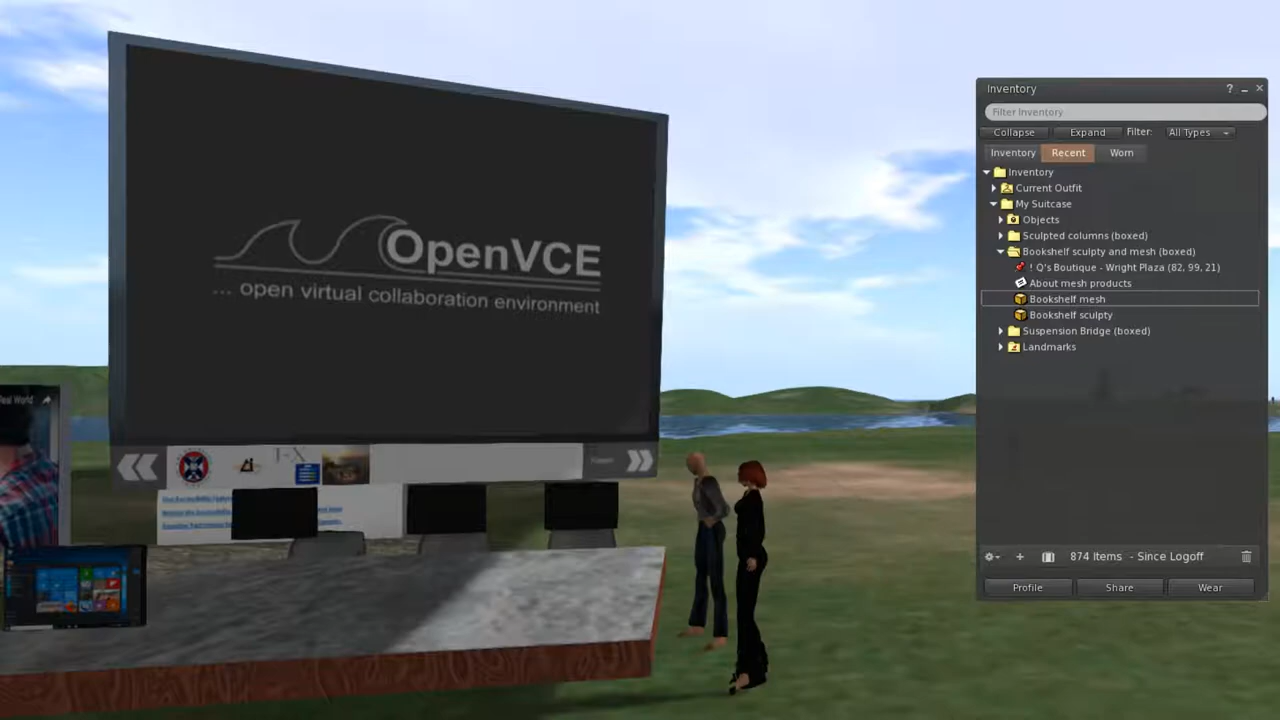 OpenVCE
... open virtual collaboration environment
Real World
I-X
Inventory
Filter Inventory
Collapse Expand Filter: All Types
Inventory Recent Worn
Inventory
Current Outfit
My Suitcase
Objects
Sculpted columns (boxed)
Bookshelf sculpty and mesh (boxed)
! Q's Boutique - Wright Plaza (82, 99, 21)
About mesh products
Bookshelf mesh
Bookshelf sculpty
Suspension Bridge (boxed)
Landmarks
874 Items - Since Logoff
Profile Share Wear